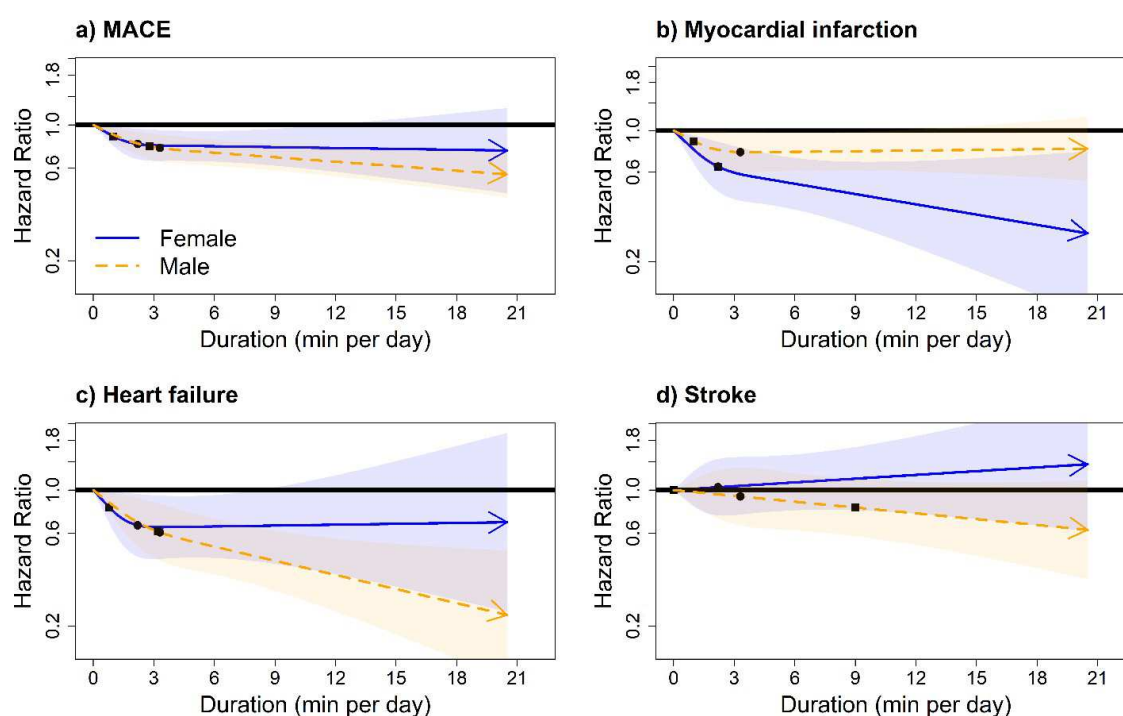 a) MACE
1.8
1.0
0.6
0.2
Hazard Ratio
Female
Male
0 3 6 9 12 15 18 21
Duration (min per day)
b) Myocardial infarction
1.8
1.0
0.6
0.2
Hazard Ratio
0 3 6 9 12 15 18 21
Duration (min per day)
c) Heart failure
1.8
1.0
0.6
0.2
Hazard Ratio
0 3 6 9 12 15 18 21
Duration (min per day)
d) Stroke
1.8
1.0
0.6
0.2
Hazard Ratio
0 3 6 9 12 15 18 21
Duration (min per day)